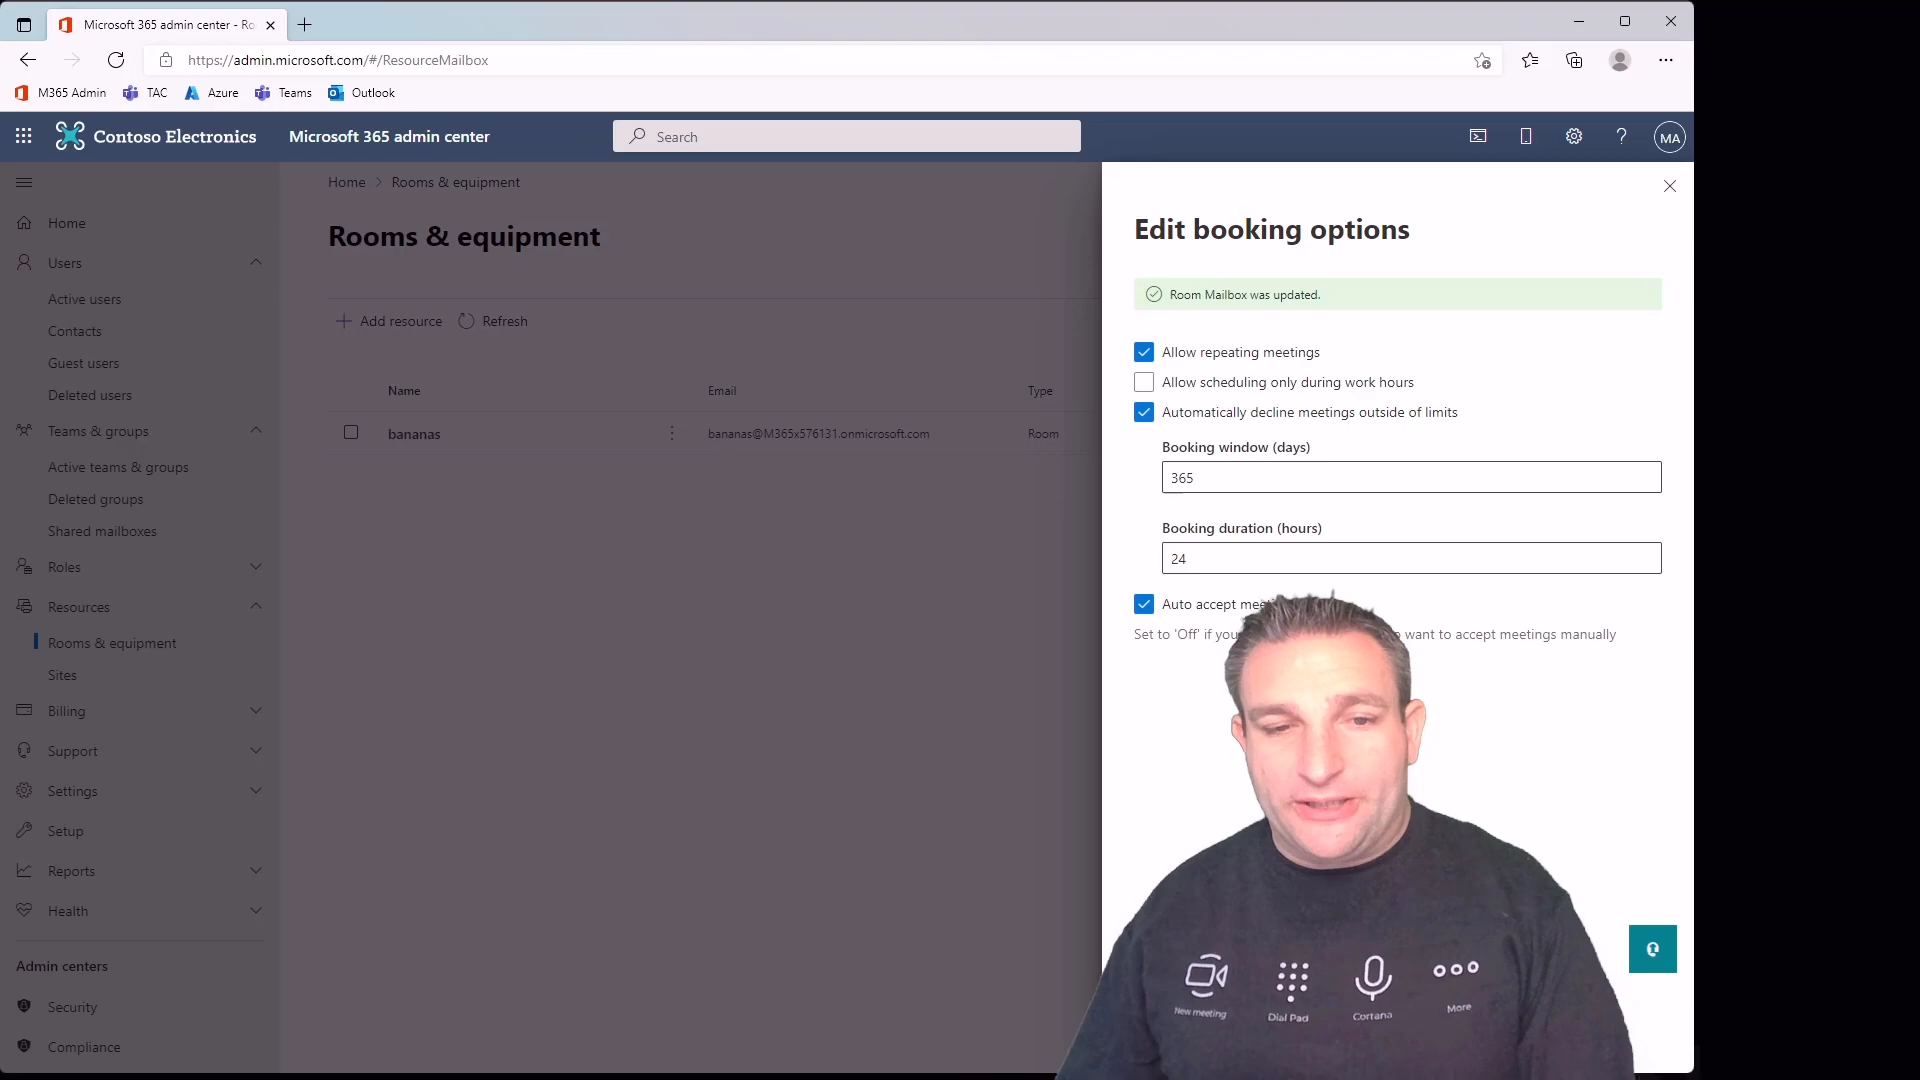 Microsoft 365 admin center - Ro
https://admin.microsoft.com/#/ResourceMailbox
M365 Admin
TAC
Azure
Teams
Outlook
Contoso Electronics
Microsoft 365 admin center
Search
?
MA
Home > Rooms & equipment
Rooms & equipment
Add resource
Refresh
Name
Email
Type
bananas
bananas@M365x576131.onmicrosoft.com
Room
Home
Users
Active users
Contacts
Guest users
Deleted users
Teams & groups
Active teams & groups
Deleted groups
Shared mailboxes
Roles
Resources
Rooms & equipment
Sites
Billing
Support
Settings
Setup
Reports
Health
Admin centers
Security
Compliance
Edit booking options
Room Mailbox was updated.
Allow repeating meetings
Allow scheduling only during work hours
Automatically decline meetings outside of limits
Booking window (days)
365
Booking duration (hours)
24
Auto accept
Set to 'Off' if you want to accept meetings manually
New meeting
Dial Pad
Cortana
More